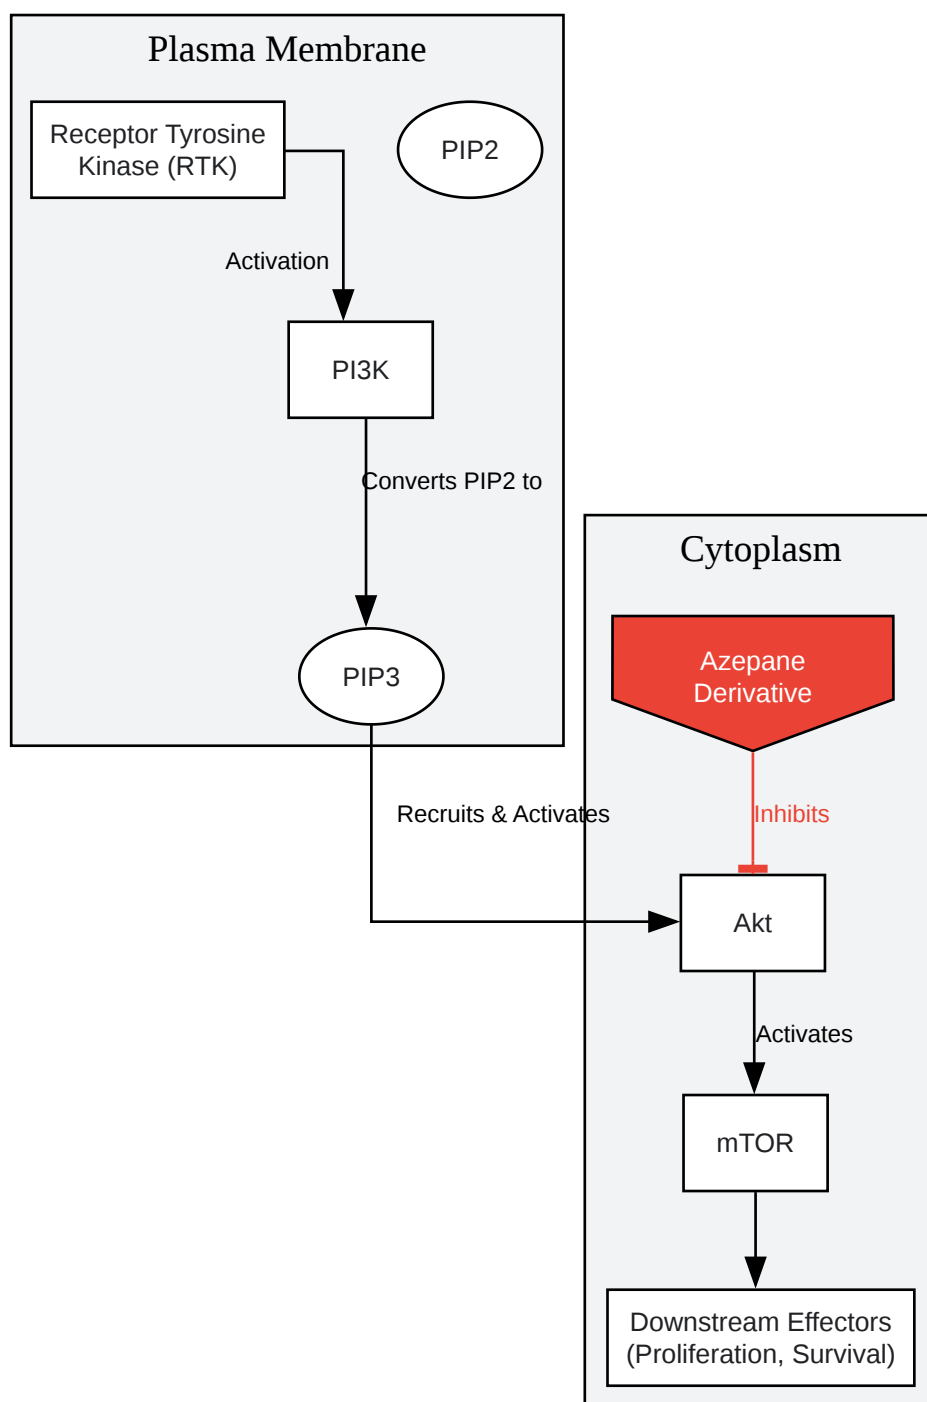 Plasma Membrane
Receptor Tyrosine
Kinase (RTK)
PIP2
Activation
PI3K
Converts PIP2 to
PIP3
Cytoplasm
Azepane
Derivative
Recruits & Activates
Inhibits
Akt
Activates
mTOR
Downstream Effectors
(Proliferation, Survival)